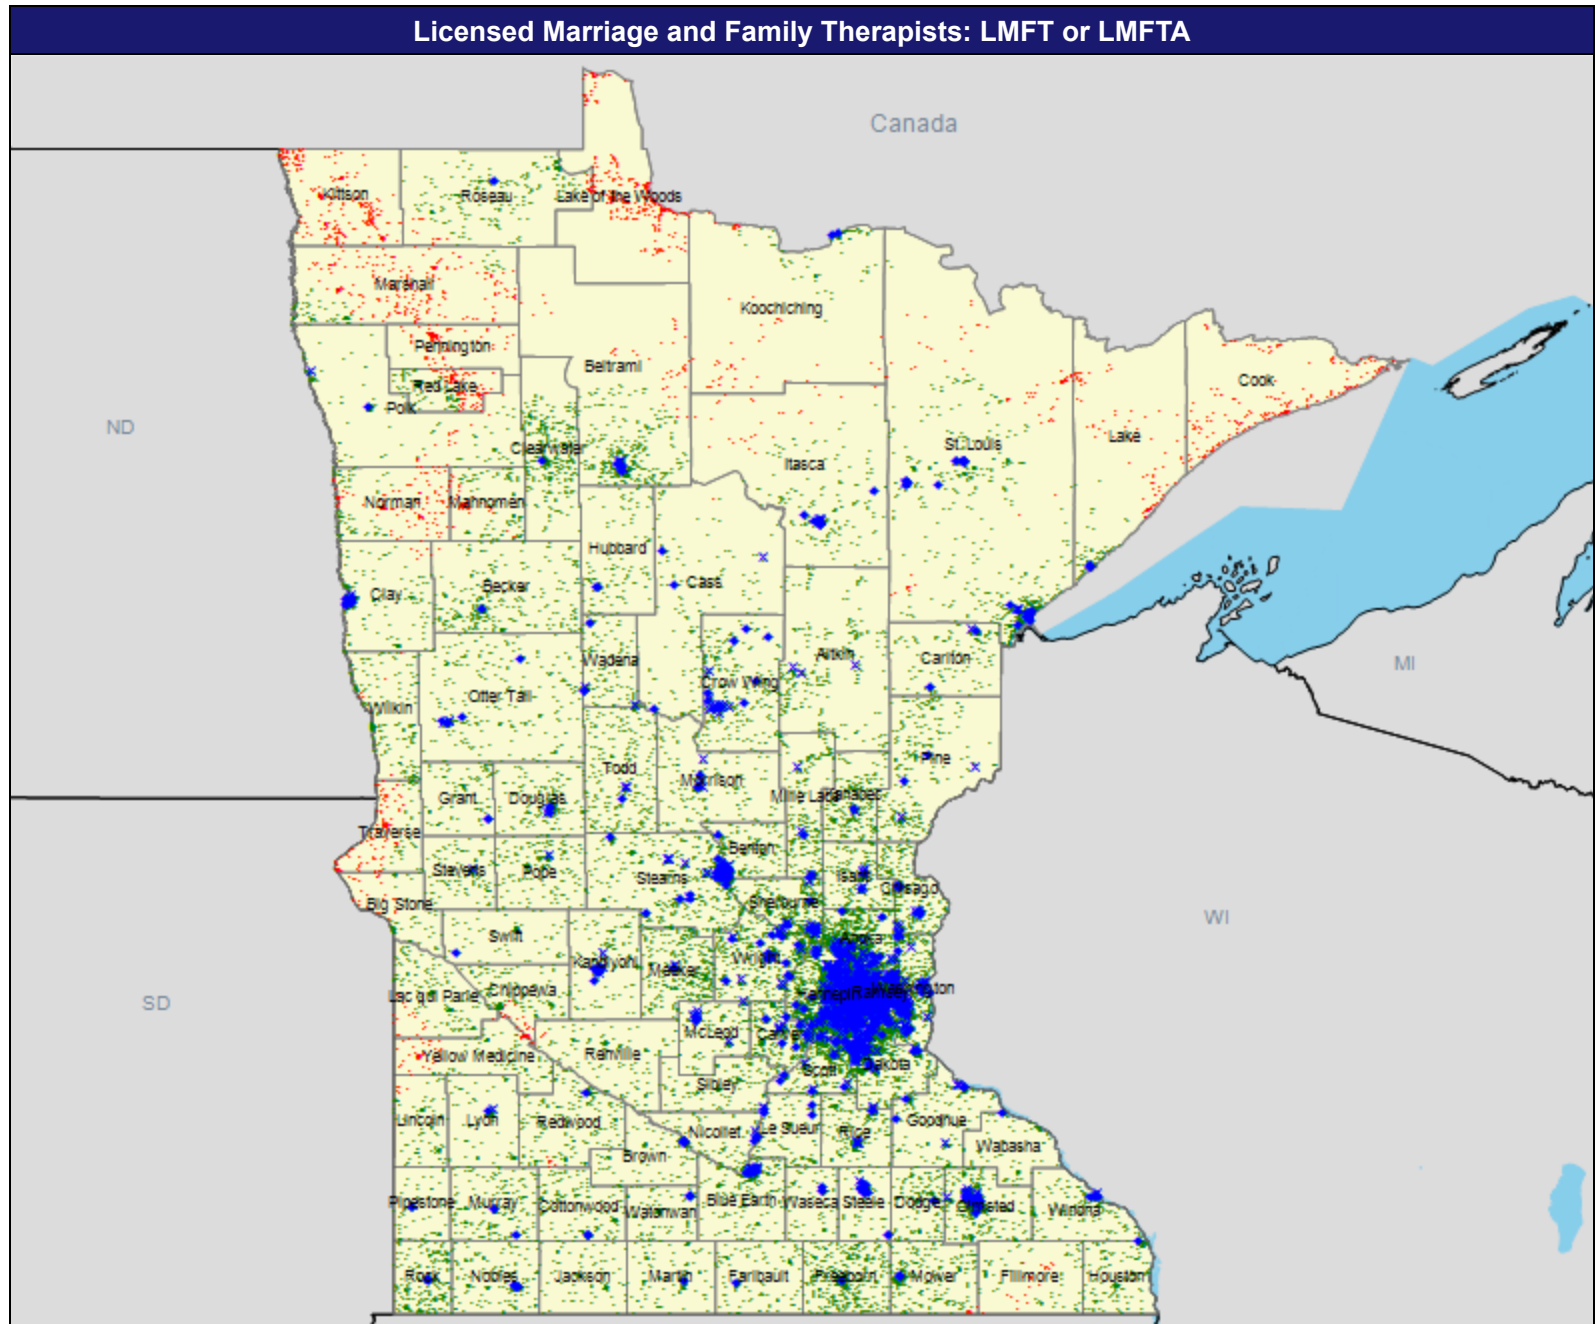 Licensed Marriage and Family Therapists: LMFT or LMFTA
Canada
Kittson
Roseau
Lake of the Woods
Marshall
Koochiching
Pennington
Beltrami
Red Lake
Cook
Polk
ND
Lake
Clearwater
St. Louis
Itasca
Norman
Mahnomen
Hubbard
Cass
Becker
Clay
Wadena
Aitkin
Carlton
MI
Crow Wing
Otter Tail
Wilkin
Pine
Todd
Morrison
Mille Lacs
Kanabec
Grant
Douglas
Traverse
Benton
Stevens
Pope
Stearns
Isanti
Chisago
Big Stone
Sherburne
WI
Swift
Anoka
Kandiyohi
Meeker
Wright
Lac qui Parle
Chippewa
Hennepin
Ramsey
Washington
SD
McLeod
Carver
Yellow Medicine
Renville
Scott
Dakota
Sibley
Lincoln
Lyon
Redwood
Nicollet
Le Sueur
Rice
Goodhue
Wabasha
Brown
Pipestone
Murray
Cottonwood
Watonwan
Blue Earth
Waseca
Steele
Dodge
Olmsted
Winona
Rock
Nobles
Jackson
Martin
Faribault
Freeborn
Mower
Fillmore
Houston